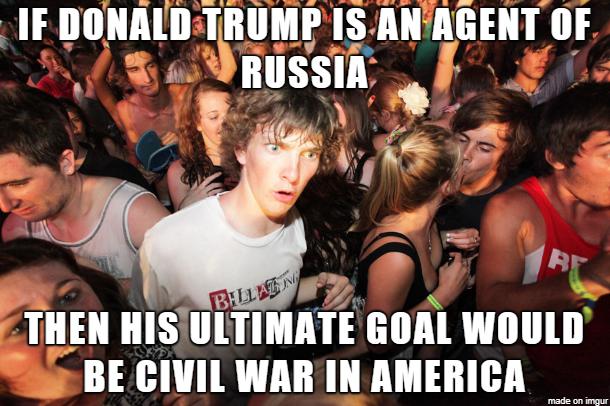 IF DONALD TRUMP IS AN AGENT OF
RUSSIA
THEN HIS ULTIMATE GOAL WOULD
BE CIVIL WAR IN AMERICA
made on imgur